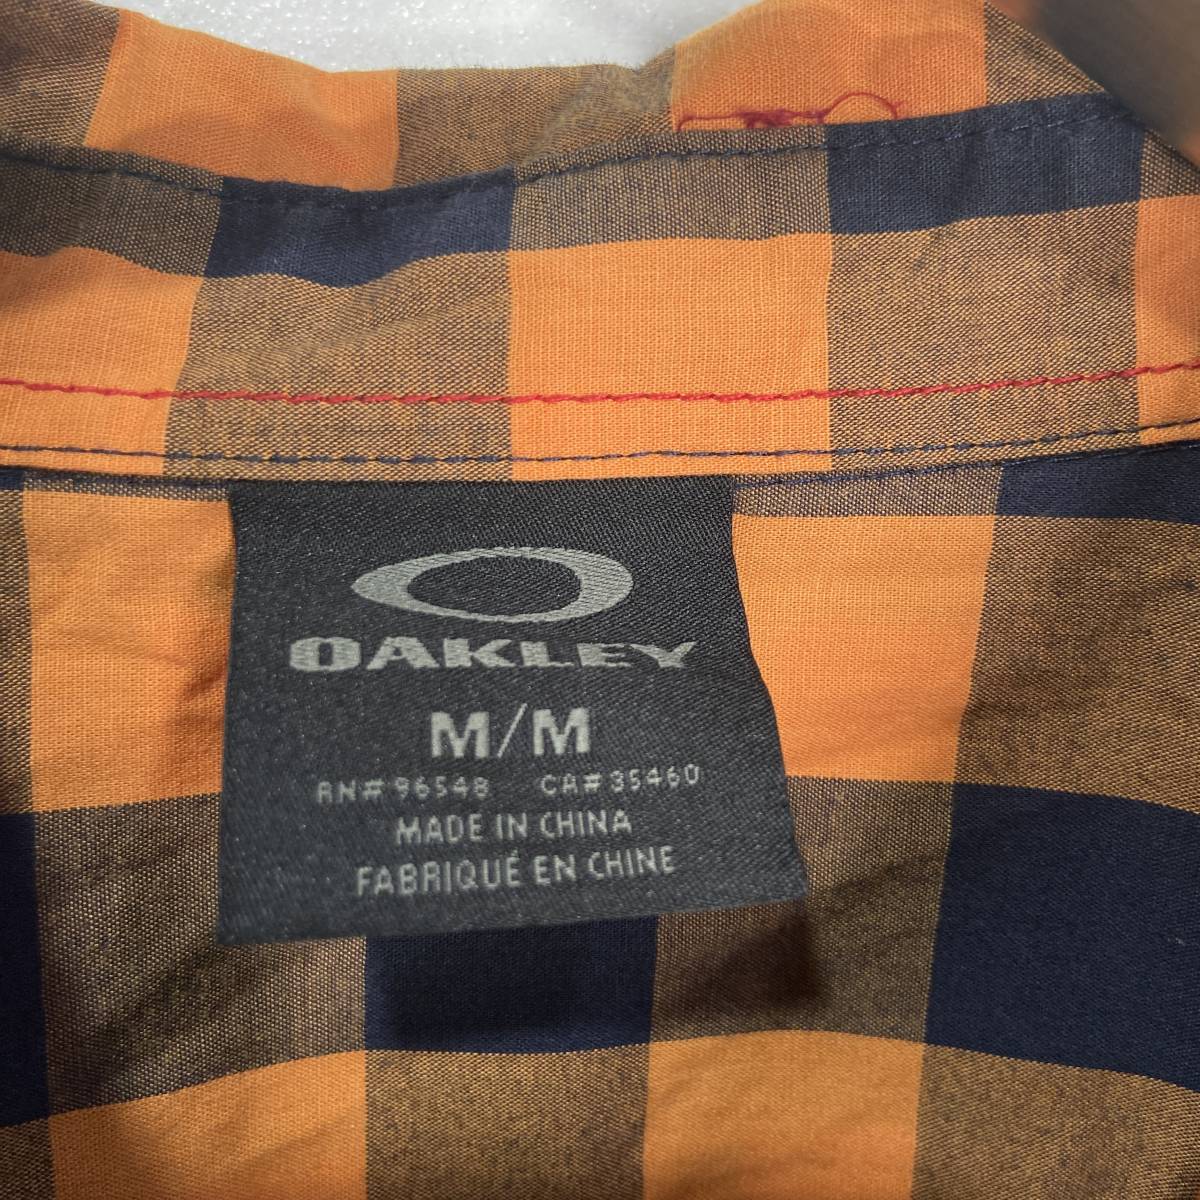 OAKLEY
M/M
RN# 96548 CA# 35460
MADE IN CHINA
FABRIQUÉ EN CHINE